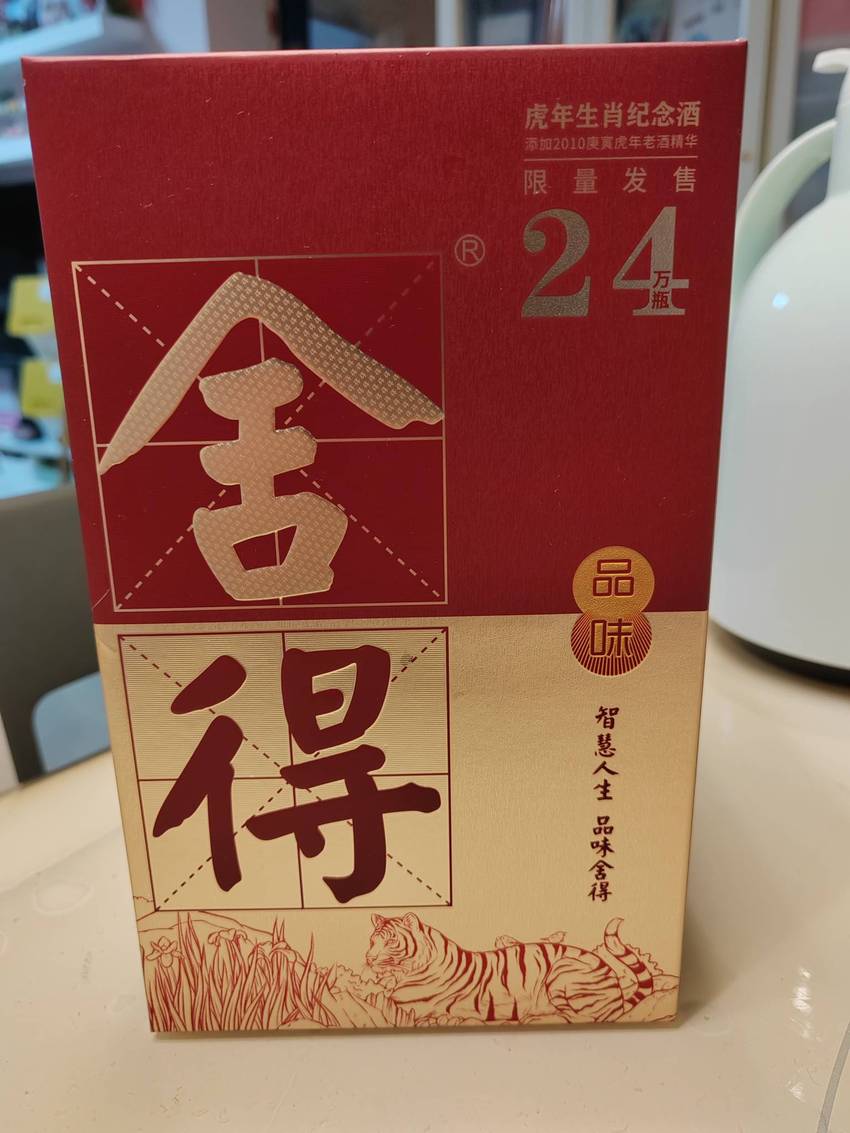 虎年生肖纪念酒
添加2010庚寅虎年老酒精华
限量发售
24万瓶
舍®
得
品味
智慧人生 品味舍得